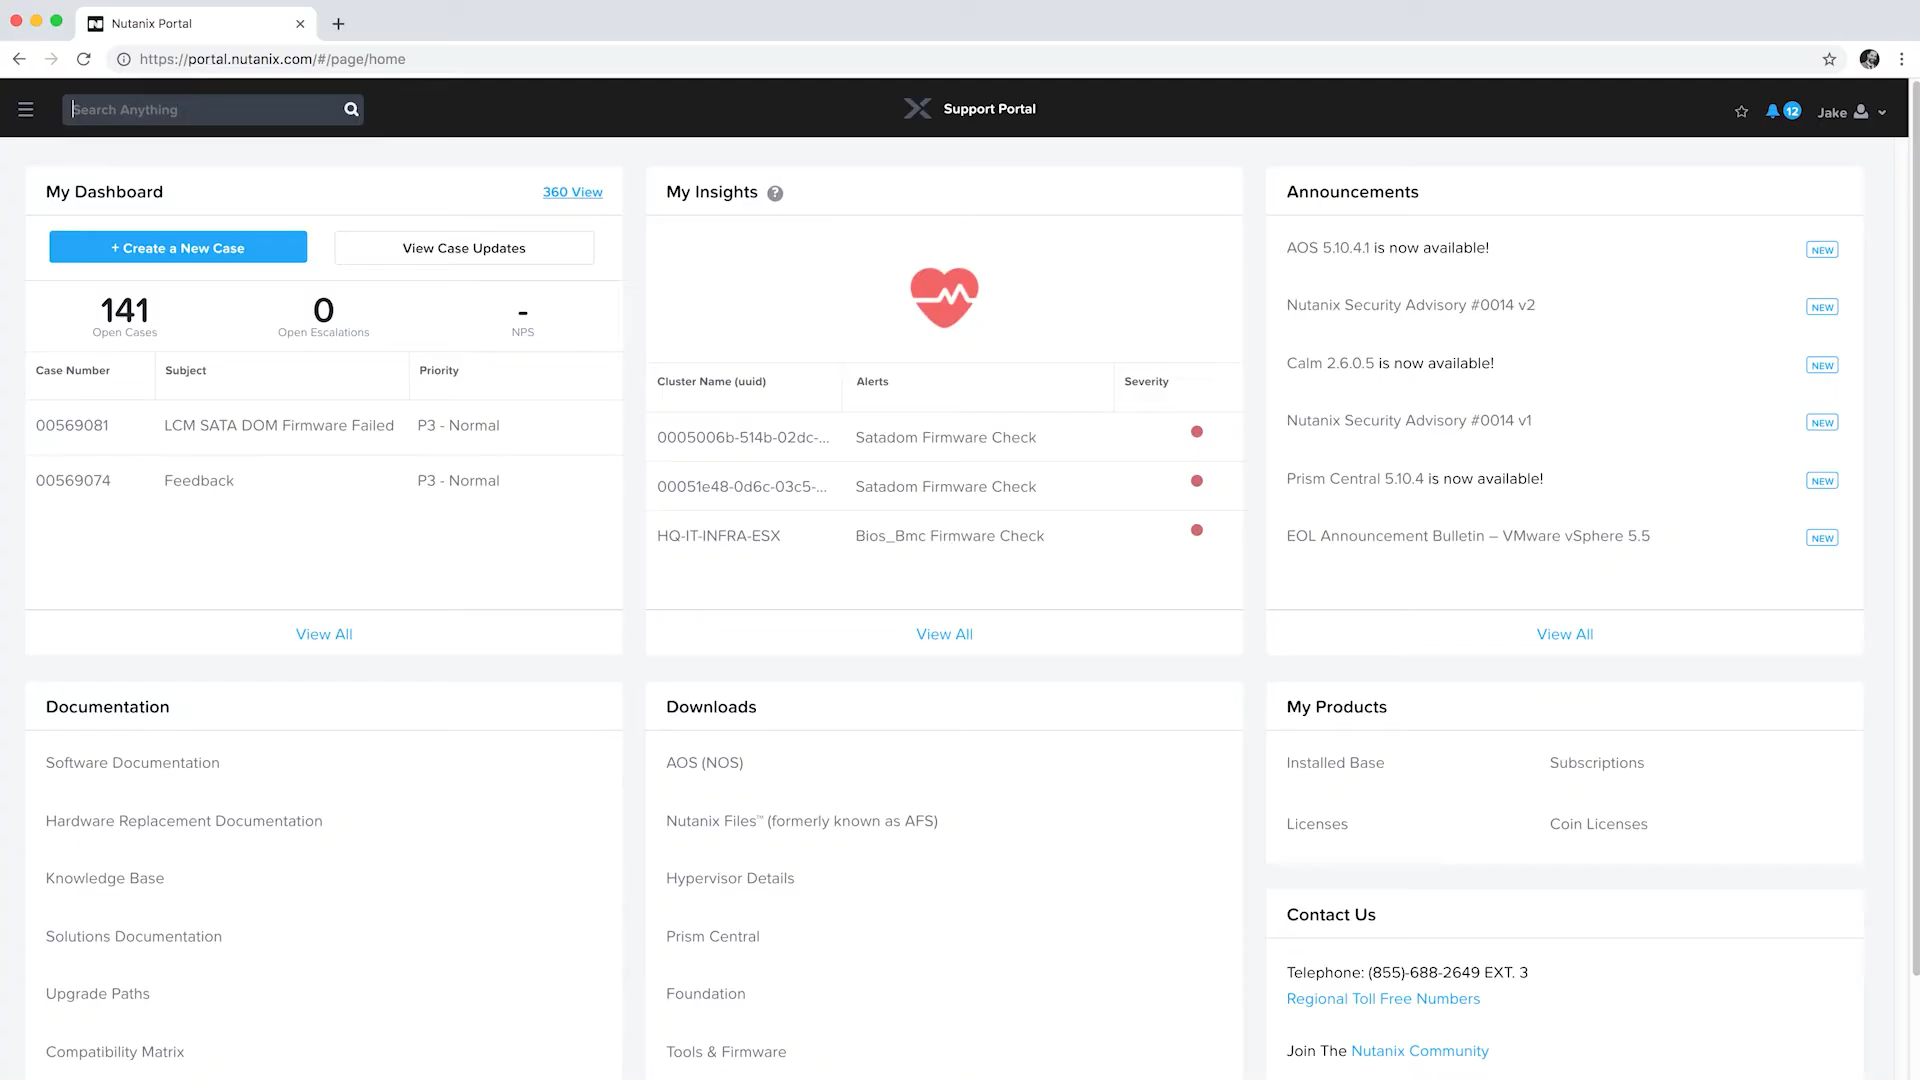 Nutanix Portal
https://portal.nutanix.com/#/page/home
Search Anything
Support Portal
12
Jake
My Dashboard
360 View
+ Create a New Case
View Case Updates
141
Open Cases
0
Open Escalations
-
NPS
Case Number Subject Priority
00569081 LCM SATA DOM Firmware Failed P3 - Normal
00569074 Feedback P3 - Normal
View All
My Insights ?
Cluster Name (uuid) Alerts Severity
0005006b-514b-02dc-... Satadom Firmware Check
00051e48-0d6c-03c5-... Satadom Firmware Check
HQ-IT-INFRA-ESX Bios_Bmc Firmware Check
View All
Announcements
AOS 5.10.4.1 is now available! NEW
Nutanix Security Advisory #0014 v2 NEW
Calm 2.6.0.5 is now available! NEW
Nutanix Security Advisory #0014 v1 NEW
Prism Central 5.10.4 is now available! NEW
EOL Announcement Bulletin – VMware vSphere 5.5 NEW
View All
Documentation
Software Documentation
Hardware Replacement Documentation
Knowledge Base
Solutions Documentation
Upgrade Paths
Compatibility Matrix
Downloads
AOS (NOS)
Nutanix Files™ (formerly known as AFS)
Hypervisor Details
Prism Central
Foundation
Tools & Firmware
My Products
Installed Base Subscriptions
Licenses Coin Licenses
Contact Us
Telephone: (855)-688-2649 EXT. 3
Regional Toll Free Numbers
Join The Nutanix Community